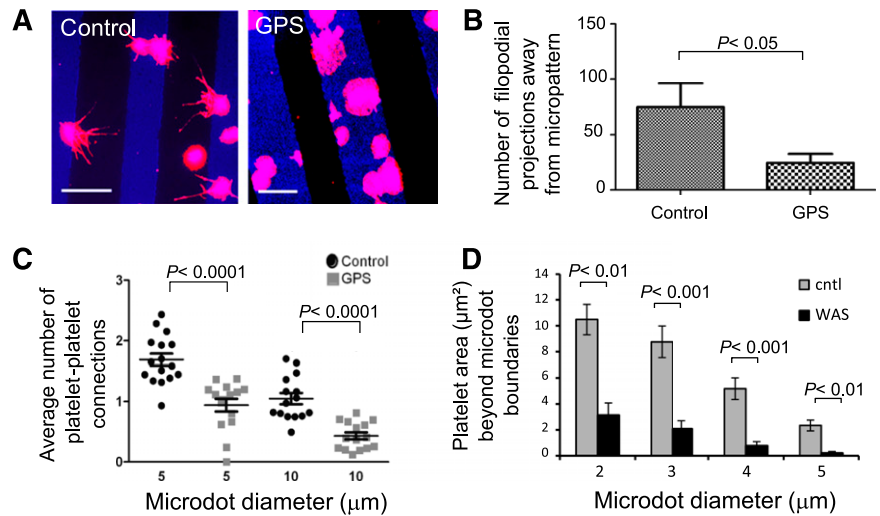 A
Control
GPS
B
Number of filopodial
projections away
from micropattern
150
100
50
0
P< 0.05
Control
GPS
C
Average number of
platelet-platelet
connections
3
2
1
0
Control
GPS
P< 0.0001
P< 0.0001
5
5
10
10
Microdot diameter (μm)
D
Platelet area (μm²)
beyond microdot
boundaries
14
12
10
8
6
4
2
0
cntl
WAS
P< 0.01
P< 0.001
P< 0.001
P< 0.01
2
3
4
5
Microdot diameter (μm)